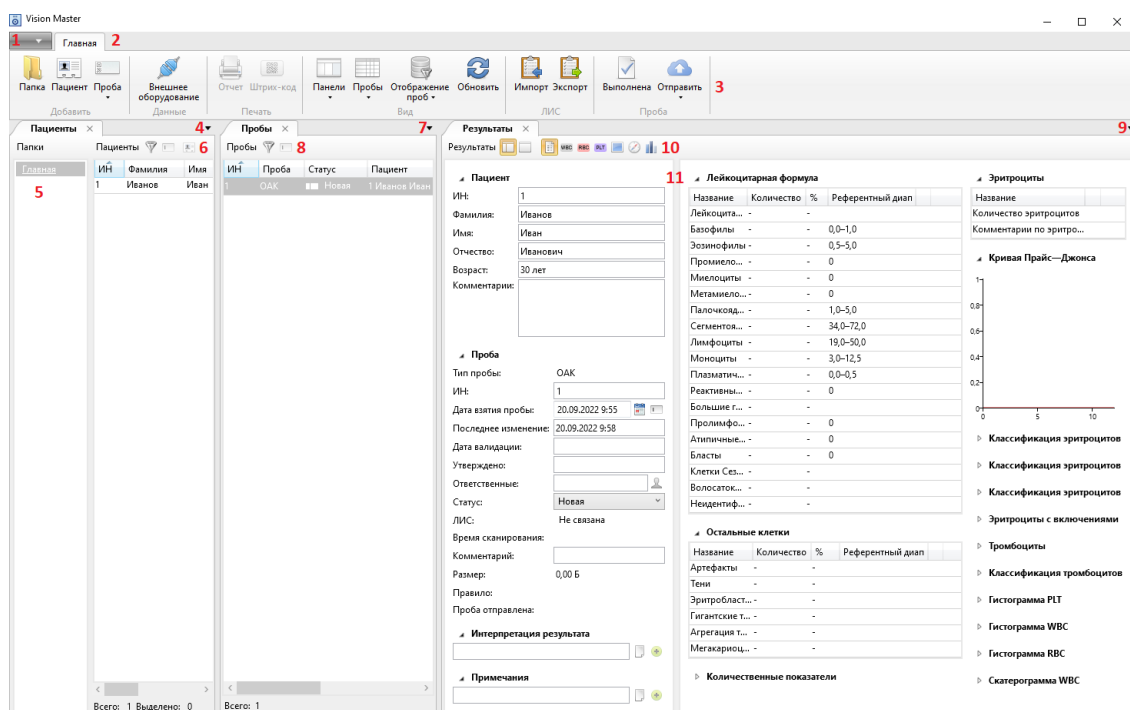 Vision Master
1 Главная 2
Папка Пациент Проба Внешнее оборудование Отчет Штрих-код Панели Пробы Отображение проб Обновить Импорт Экспорт Выполнена Отправить 3
Добавить Данные Печать Вид ЛИС Проба
Пациенты 4 Пробы 7 Результаты 9
Папки Пациенты 6 Пробы 8 Результаты WBC RBC PLT 10
Главная
5
ИН Фамилия Имя
1 Иванов Иван
Всего: 1 Выделено: 0
ИН Проба Статус Пациент
1 ОАК Новая 1 Иванов Иван
Всего: 1
Пациент
ИН: 1
Фамилия: Иванов
Имя: Иван
Отчество: Иванович
Возраст: 30 лет
Комментарии:
Проба
Тип пробы: ОАК
ИН: 1
Дата взятия пробы: 20.09.2022 9:55
Последнее изменение: 20.09.2022 9:58
Дата валидации:
Утверждено:
Ответственные:
Статус: Новая
ЛИС: Не связана
Время сканирования:
Комментарий:
Размер: 0,00 Б
Правило:
Проба отправлена:
Интерпретация результата
Примечания
11 Лейкоцитарная формула
Название Количество % Референтный диап
Лейкоцита... - -
Базофилы - - 0,0–1,0
Эозинофилы - - 0,5–5,0
Промиело... - - 0
Миелоциты - - 0
Метамиело... - - 0
Палочкояд... - - 1,0–5,0
Сегментоя... - - 34,0–72,0
Лимфоциты - - 19,0–50,0
Моноциты - - 3,0–12,5
Плазматич... - - 0,0–0,5
Реактивны... - - 0
Большие г... - -
Пролимфо... - - 0
Атипичные... - - 0
Бласты - - 0
Клетки Сез... - -
Волосаток... - -
Неидентиф... - -
Остальные клетки
Название Количество % Референтный диап
Артефакты - -
Тени - -
Эритробласт... - -
Гигантские т... - -
Агрегация т... - -
Мегакариоц... - -
Количественные показатели
Эритроциты
Название
Количество эритроцитов
Комментарии по эритро...
Кривая Прайс—Джонса
1
0.8
0,6
0,4
0.2
0
0 5 10
Классификация эритроцитов
Классификация эритроцитов
Классификация эритроцитов
Эритроциты с включениями
Тромбоциты
Классификация тромбоцитов
Гистограмма PLT
Гистограмма WBC
Гистограмма RBC
Скатерограмма WBC